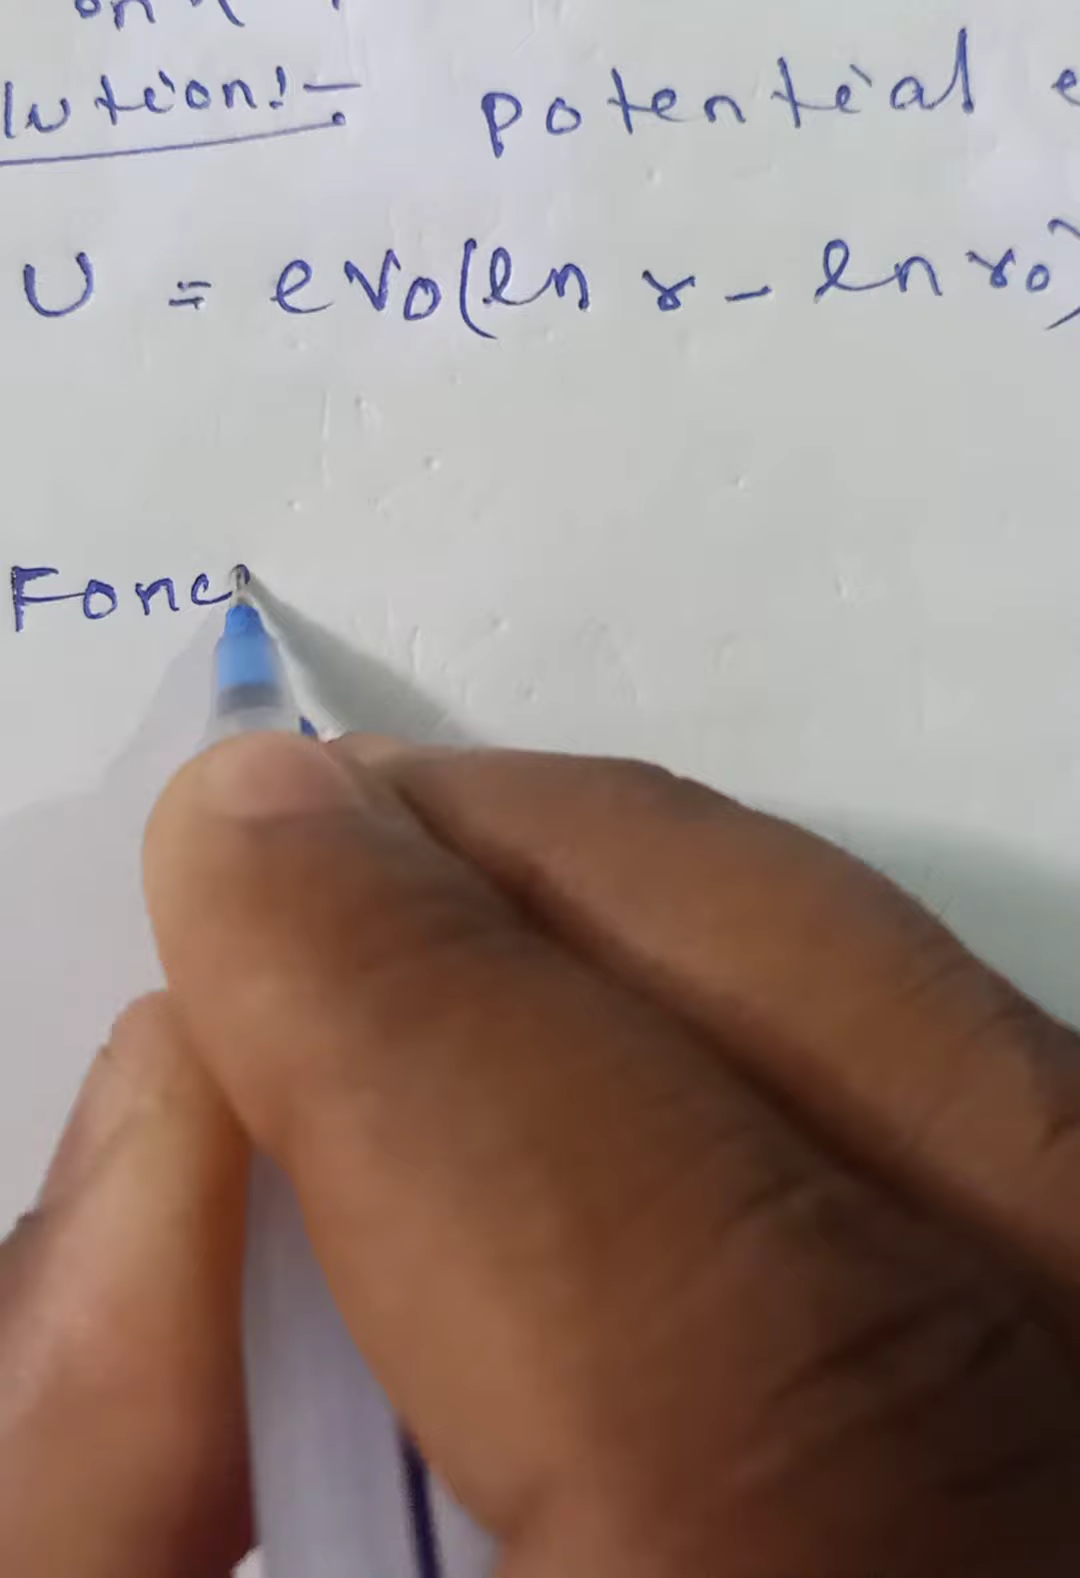 lution:-
potential
U = eV₀(ln r - ln r₀)
Forc